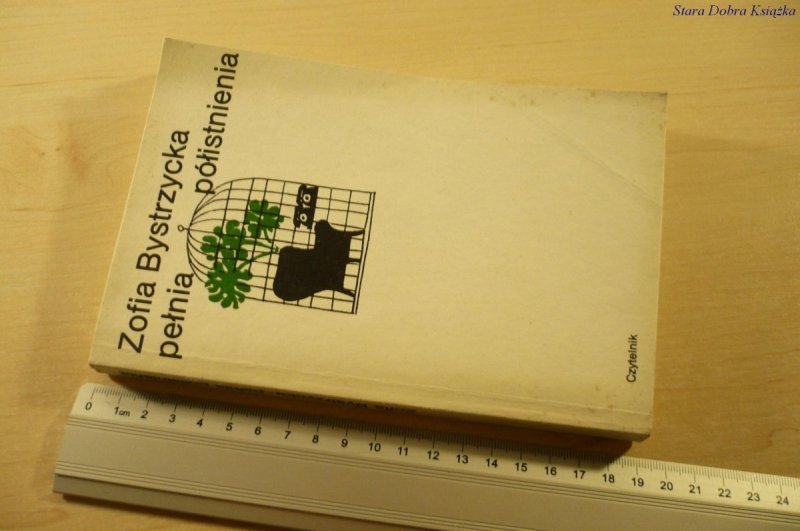 Stara Dobra Książka
Zofia Bystrzycka
pełnia
półistnienia
Czytelnik
0 1cm 2 3 4 5 6 7 8 9 10 11 12 13 14 15 16 17 18 19 20 21 22 23 24